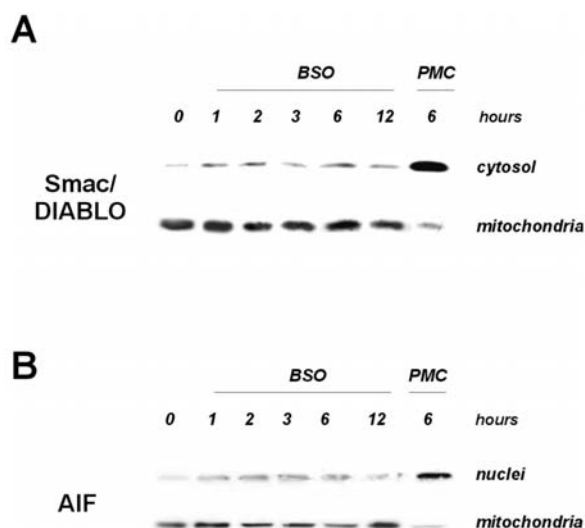 A
BSO PMC
0 1 2 3 6 12 6 hours
cytosol
Smac/
DIABLO
mitochondria
B
BSO PMC
0 1 2 3 6 12 6 hours
nuclei
AIF
mitochondria